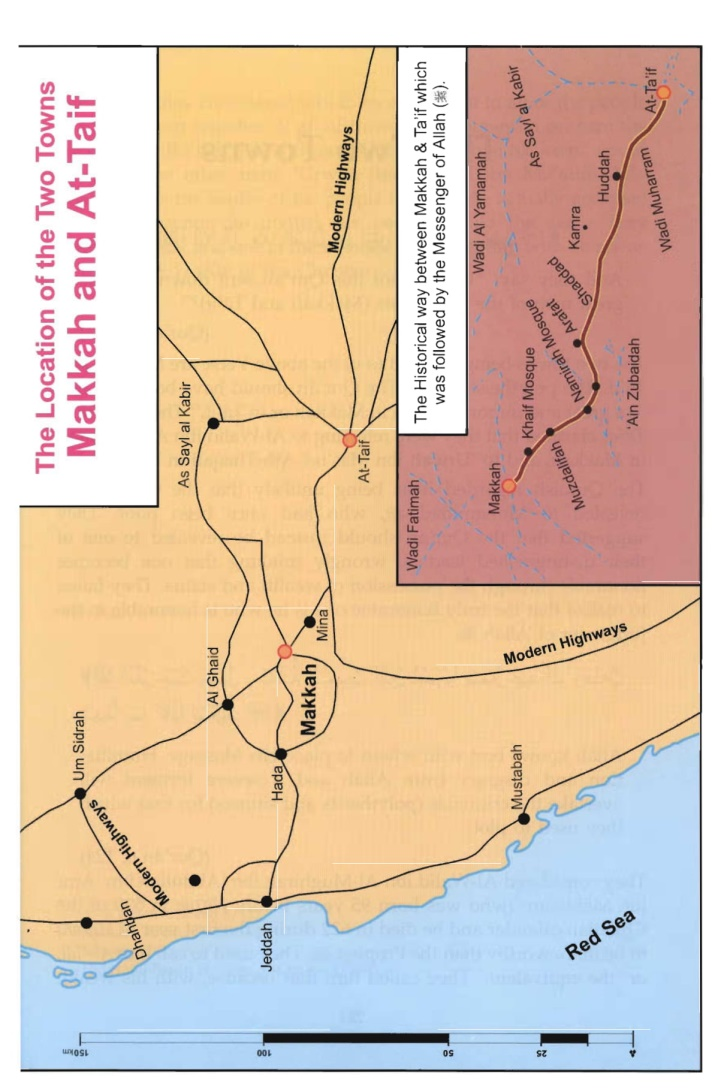 The Location of the Two Towns
Makkah and At-Taif
Um Sidrah
Modern Highways
Dhahban
Al Ghaid
Jeddah
Hada
Makkah
Mina
As Sayl al Kabir
At-Taif
Modern Highways
Modern Highways
Mustabah
Red Sea
150km
100
50
25
The Historical way between Makkah & Ta'if which
was followed by the Messenger of Allah (ﷺ).
Wadi Fatimah
Makkah
Khaif Mosque
Muzdalifah
Namirah Mosque
Arafat
Shaddad
'Ain Zubaidah
Wadi Al Yamamah
As Sayl al Kabir
Kamra
Huddah
Wadi Muharram
At-Ta'if